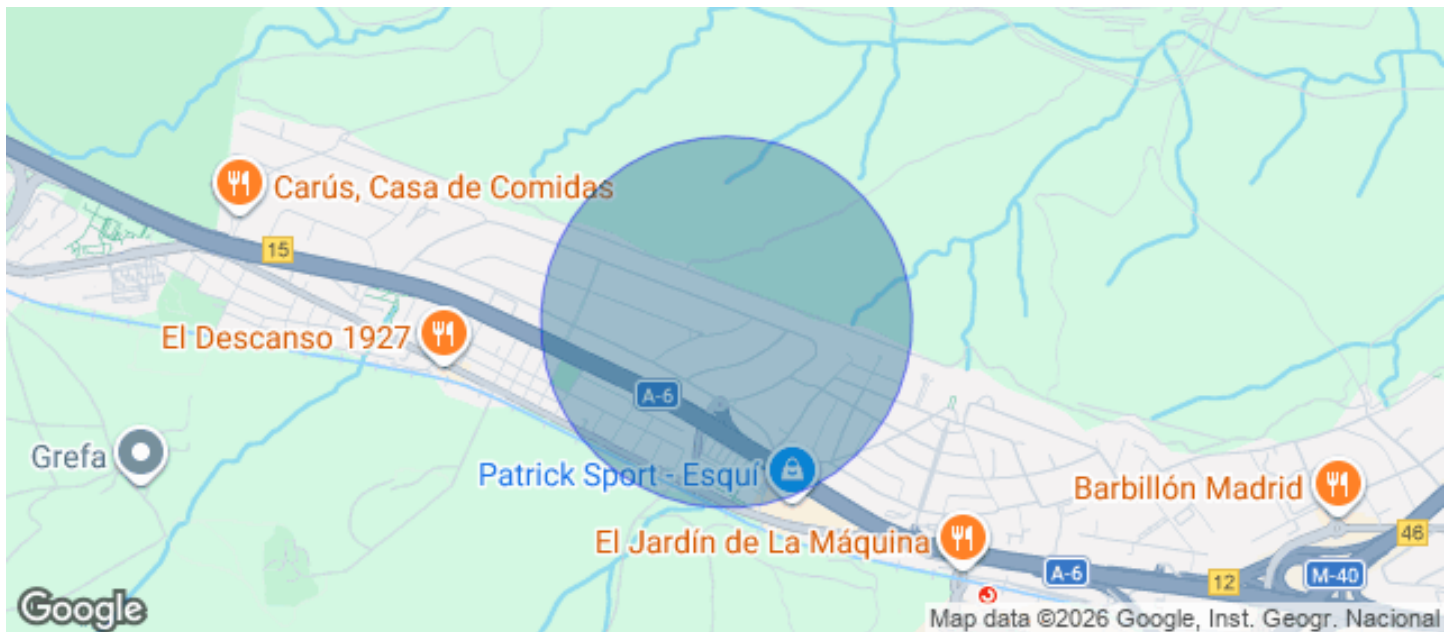 Carús, Casa de Comidas
15
El Descanso 1927
A-6
Grefa
Patrick Sport - Esquí
Barbillón Madrid
El Jardín de La Máquina
46
A-6
12
M-40
Google
Map data ©2026 Google, Inst. Geogr. Nacional